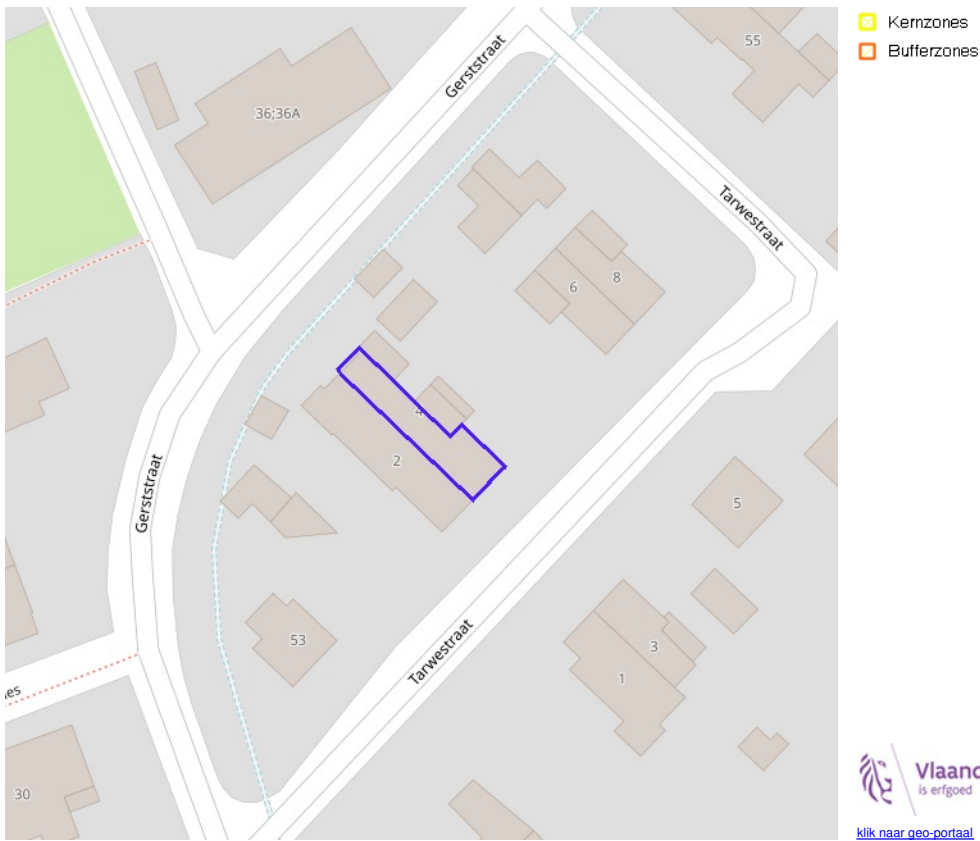 Kernzones
Bufferzones
55
Gerststraat
36;36A
Tarwestraat
8
6
4
2
Gerststraat
5
53
Tarwestraat
3
1
es
30
Vlaand
is erfgoed
klik naar geo-portaal